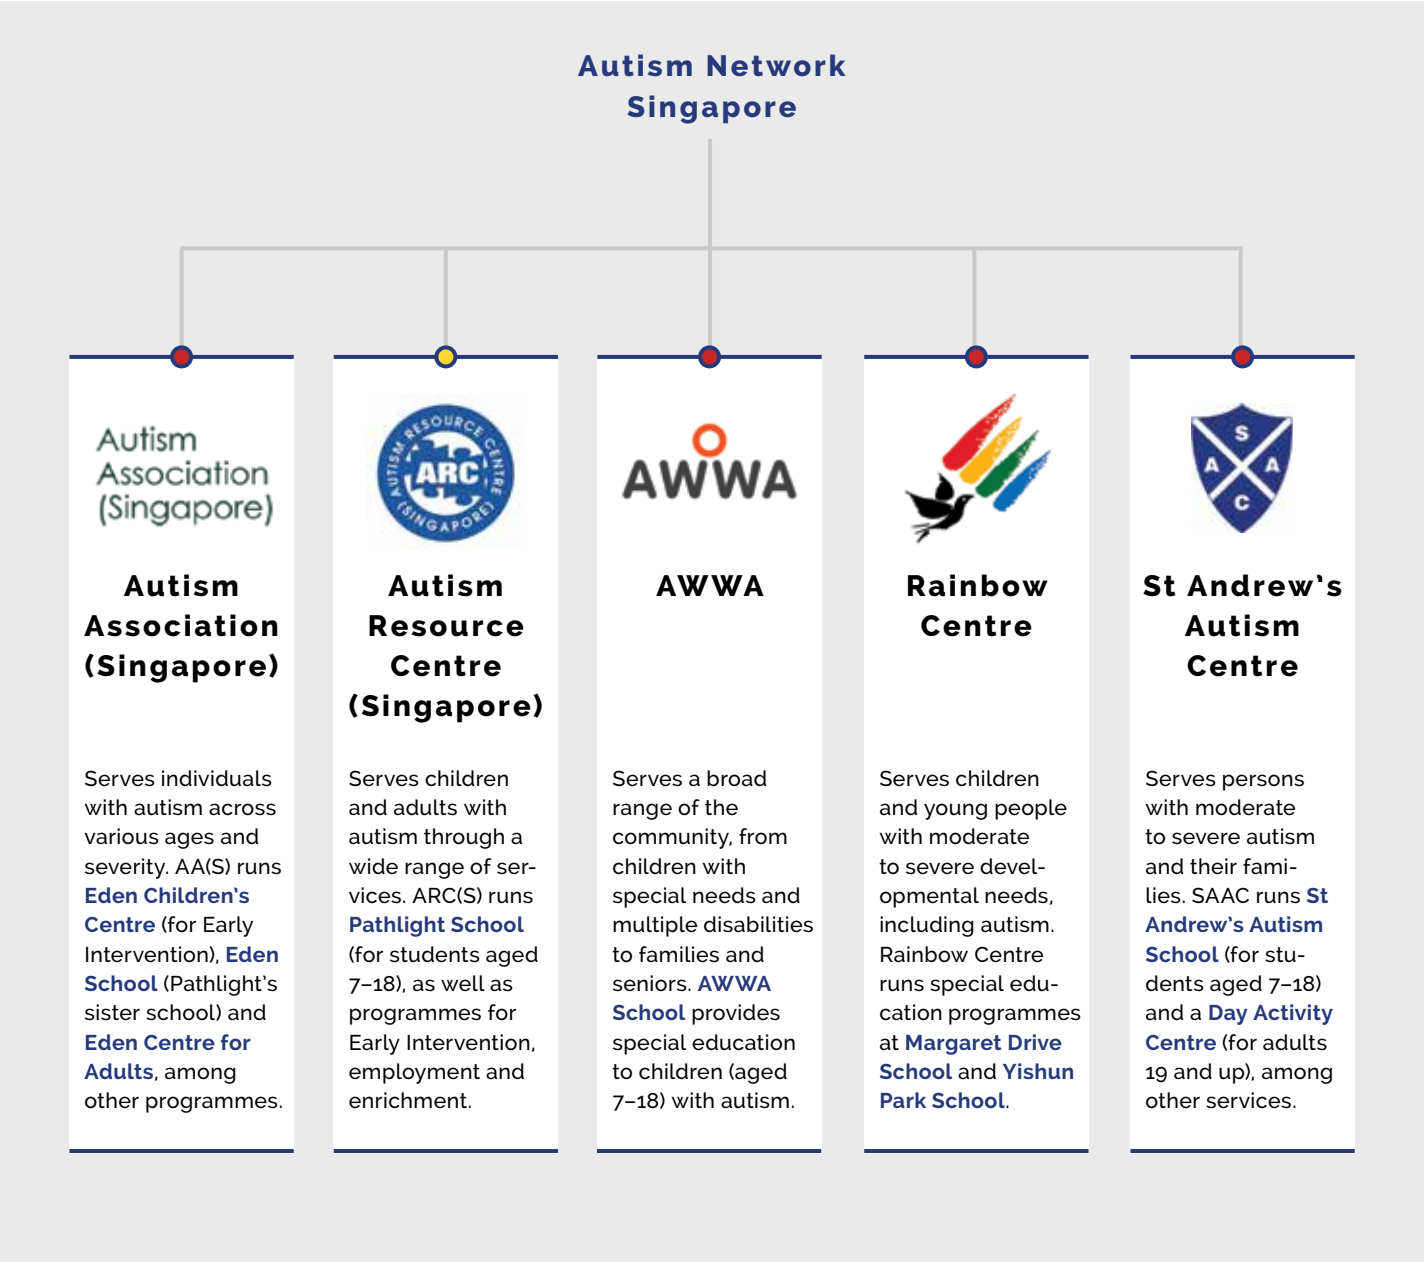 Autism Network
Singapore
Autism
Association
(Singapore)
Autism
Association
(Singapore)
Serves individuals
with autism across
various ages and
severity. AA(S) runs
Eden Children's
Centre (for Early
Intervention), Eden
School (Pathlight's
sister school) and
Eden Centre for
Adults, among
other programmes.
AUTISM RESOURCE CENTRE
ARC
(SINGAPORE)
Autism
Resource
Centre
(Singapore)
Serves children
and adults with
autism through a
wide range of ser-
vices. ARC(S) runs
Pathlight School
(for students aged
7–18), as well as
programmes for
Early Intervention,
employment and
enrichment.
AWWA
AWWA
Serves a broad
range of the
community, from
children with
special needs and
multiple disabilities
to families and
seniors. AWWA
School provides
special education
to children (aged
7–18) with autism.
Rainbow
Centre
Serves children
and young people
with moderate
to severe devel-
opmental needs,
including autism.
Rainbow Centre
runs special edu-
cation programmes
at Margaret Drive
School and Yishun
Park School.
S
A A
C
St Andrew's
Autism
Centre
Serves persons
with moderate
to severe autism
and their fami-
lies. SAAC runs St
Andrew's Autism
School (for stu-
dents aged 7–18)
and a Day Activity
Centre (for adults
19 and up), among
other services.